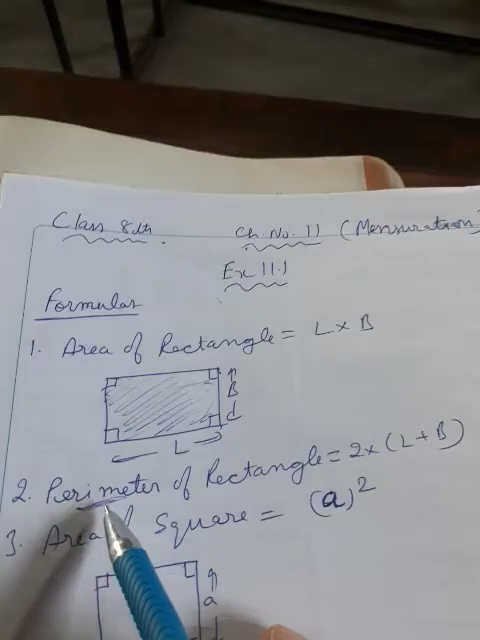 Class 8th. Ch. No. 11 (Mensuration)
Ex 11.1
Formulas
1. Area of Rectangle = L × B
B
L
2. Perimeter of Rectangle = 2 × (L + B)
3. Area of Square = (a)²
a